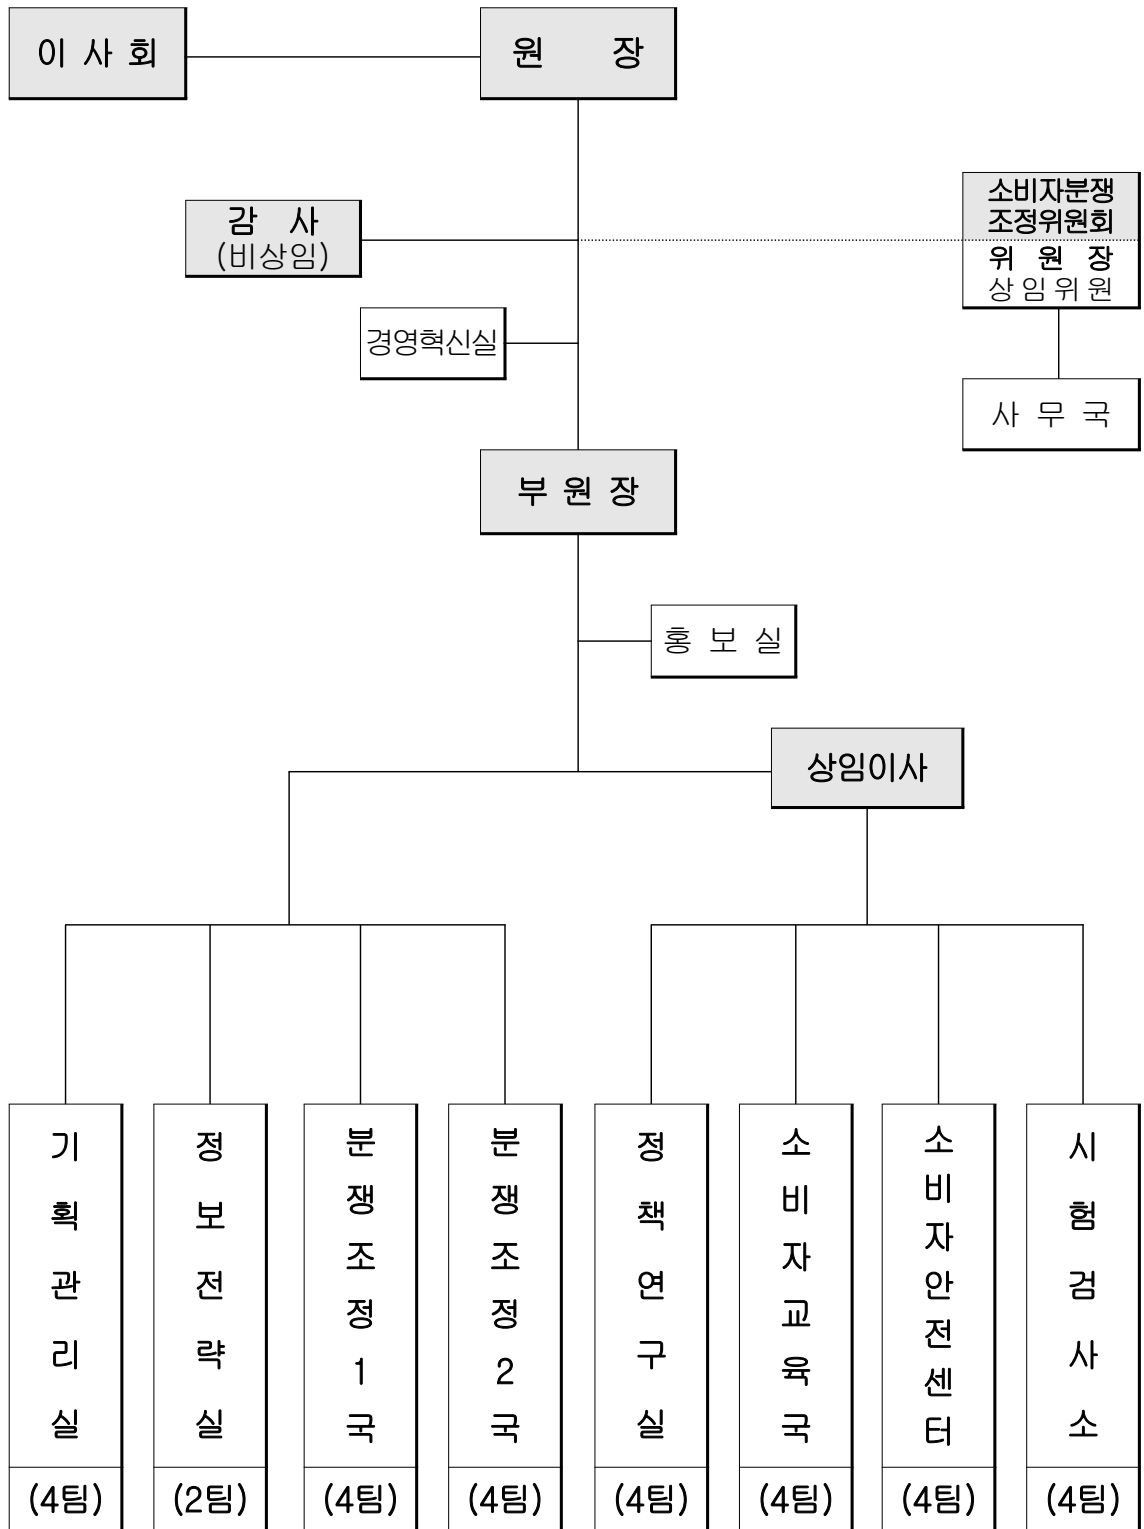 이 사 회
원 장
감 사
(비상임)
소비자분쟁
조정위원회
위 원 장
상 임 위 원
경영혁신실
사 무 국
부 원 장
홍 보 실
상임이사
기획관리실
(4팀)
정보전략실
(2팀)
분쟁조정1국
(4팀)
분쟁조정2국
(4팀)
정책연구실
(4팀)
소비자교육국
(4팀)
소비자안전센터
(4팀)
시험검사소
(4팀)